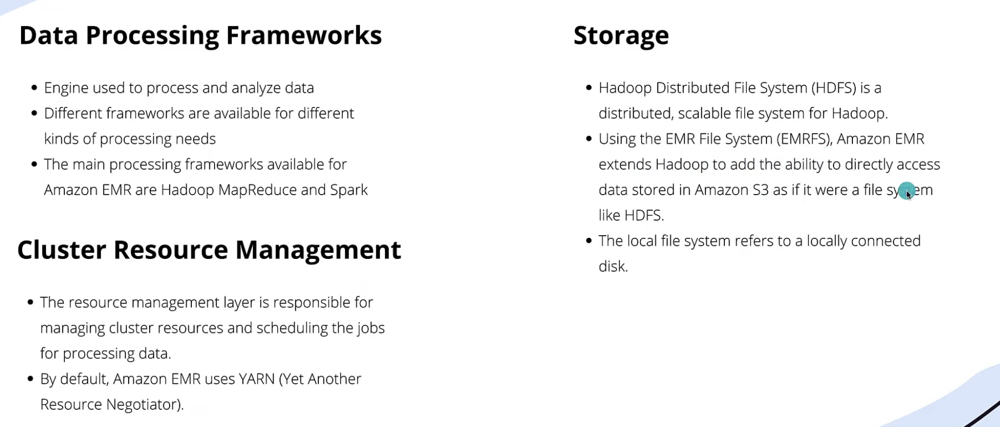 Data Processing Frameworks
• Engine used to process and analyze data
• Different frameworks are available for different
kinds of processing needs
• The main processing frameworks available for
Amazon EMR are Hadoop MapReduce and Spark
Cluster Resource Management
• The resource management layer is responsible for
managing cluster resources and scheduling the jobs
for processing data.
• By default, Amazon EMR uses YARN (Yet Another
Resource Negotiator).
Storage
• Hadoop Distributed File System (HDFS) is a
distributed, scalable file system for Hadoop.
• Using the EMR File System (EMRFS), Amazon EMR
extends Hadoop to add the ability to directly access
data stored in Amazon S3 as if it were a file system
like HDFS.
• The local file system refers to a locally connected
disk.